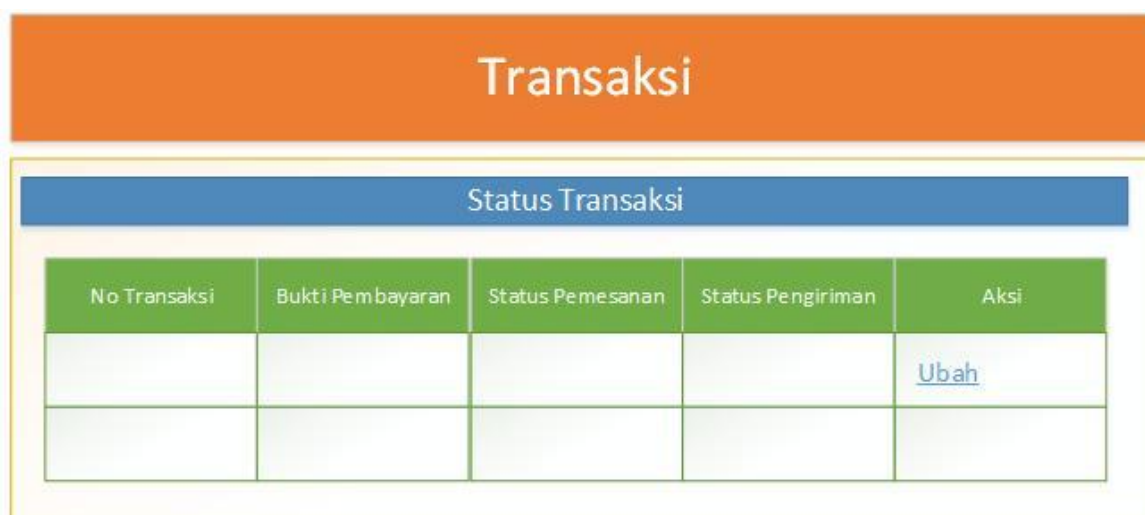 Transaksi
Status Transaksi
No Transaksi Bukti Pembayaran Status Pemesanan Status Pengiriman Aksi
Ubah